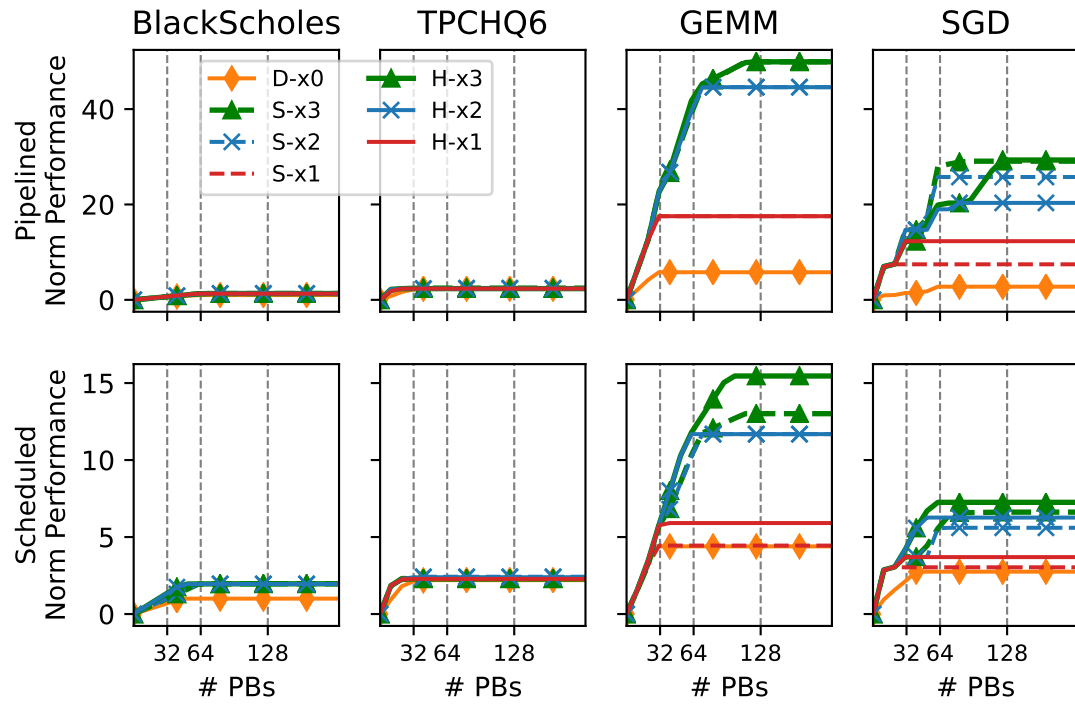 BlackScholes TPCHQ6 GEMM SGD
Pipelined
Norm Performance
40
20
0
D-x0 H-x3
S-x3 H-x2
S-x2 H-x1
S-x1
Scheduled
Norm Performance
15
10
5
0
32 64 128 32 64 128 32 64 128 32 64 128
# PBs # PBs # PBs # PBs